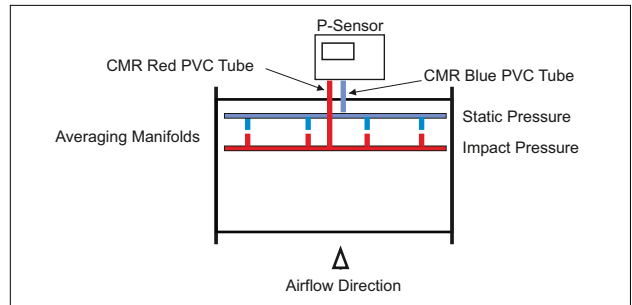 P-Sensor
CMR Red PVC Tube
CMR Blue PVC Tube
Averaging Manifolds
Static Pressure
Impact Pressure
Airflow Direction